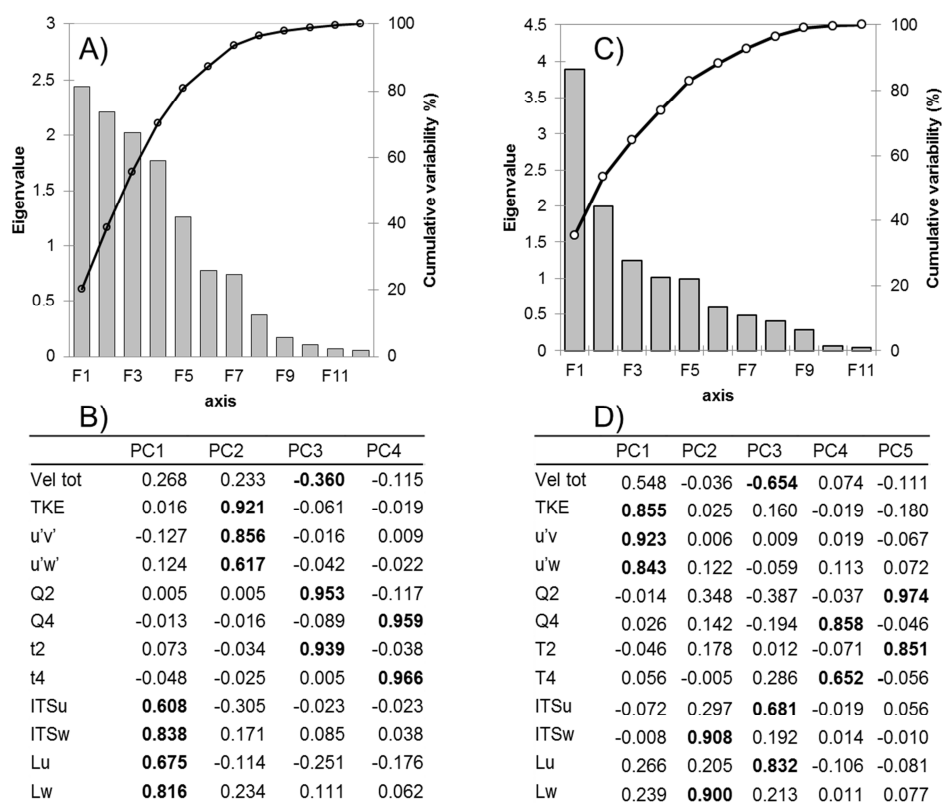 A)
3
2.5
2
1.5
1
0.5
0
Eigenvalue
100
80
60
40
20
0
Cumulative variability %)
F1 F3 F5 F7 F9 F11
axis
C)
4.5
4
3.5
3
2.5
2
1.5
1
0.5
0
Eigenvalue
100
80
60
40
20
0
Cumulative variability (%)
F1 F3 F5 F7 F9 F11
axis
B)
PC1 PC2 PC3 PC4
Vel tot 0.268 0.233 -0.360 -0.115
TKE 0.016 0.921 -0.061 -0.019
u'v' -0.127 0.856 -0.016 0.009
u'w' 0.124 0.617 -0.042 -0.022
Q2 0.005 0.005 0.953 -0.117
Q4 -0.013 -0.016 -0.089 0.959
t2 0.073 -0.034 0.939 -0.038
t4 -0.048 -0.025 0.005 0.966
ITSu 0.608 -0.305 -0.023 -0.023
ITSw 0.838 0.171 0.085 0.038
Lu 0.675 -0.114 -0.251 -0.176
Lw 0.816 0.234 0.111 0.062
D)
PC1 PC2 PC3 PC4 PC5
Vel tot 0.548 -0.036 -0.654 0.074 -0.111
TKE 0.855 0.025 0.160 -0.019 -0.180
u'v 0.923 0.006 0.009 0.019 -0.067
u'w 0.843 0.122 -0.059 0.113 0.072
Q2 -0.014 0.348 -0.387 -0.037 0.974
Q4 0.026 0.142 -0.194 0.858 -0.046
T2 -0.046 0.178 0.012 -0.071 0.851
T4 0.056 -0.005 0.286 0.652 -0.056
ITSu -0.072 0.297 0.681 -0.019 0.056
ITSw -0.008 0.908 0.192 0.014 -0.010
Lu 0.266 0.205 0.832 -0.106 -0.081
Lw 0.239 0.900 0.213 0.011 0.077